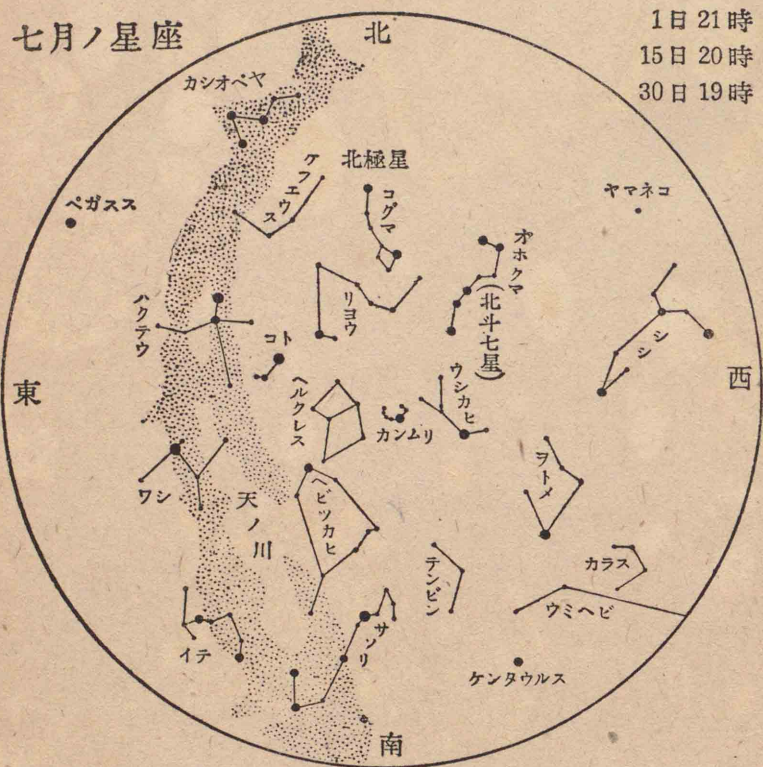 七月ノ星座
1日 21時
15日 20時
30日 19時
北
カシオペヤ
北極星
ケフエウス
コグマ
ヤマネコ
ペガスス
オホクマ
(北斗七星)
ハクテウ
リヨウ
シシ
コト
東
西
ヘルクレス
ウシカヒ
カンムリ
ワシ
ヲトメ
天ノ川
ヘビツカヒ
テンビン
カラス
ウミヘビ
イテ
サソリ
ケンタウルス
南